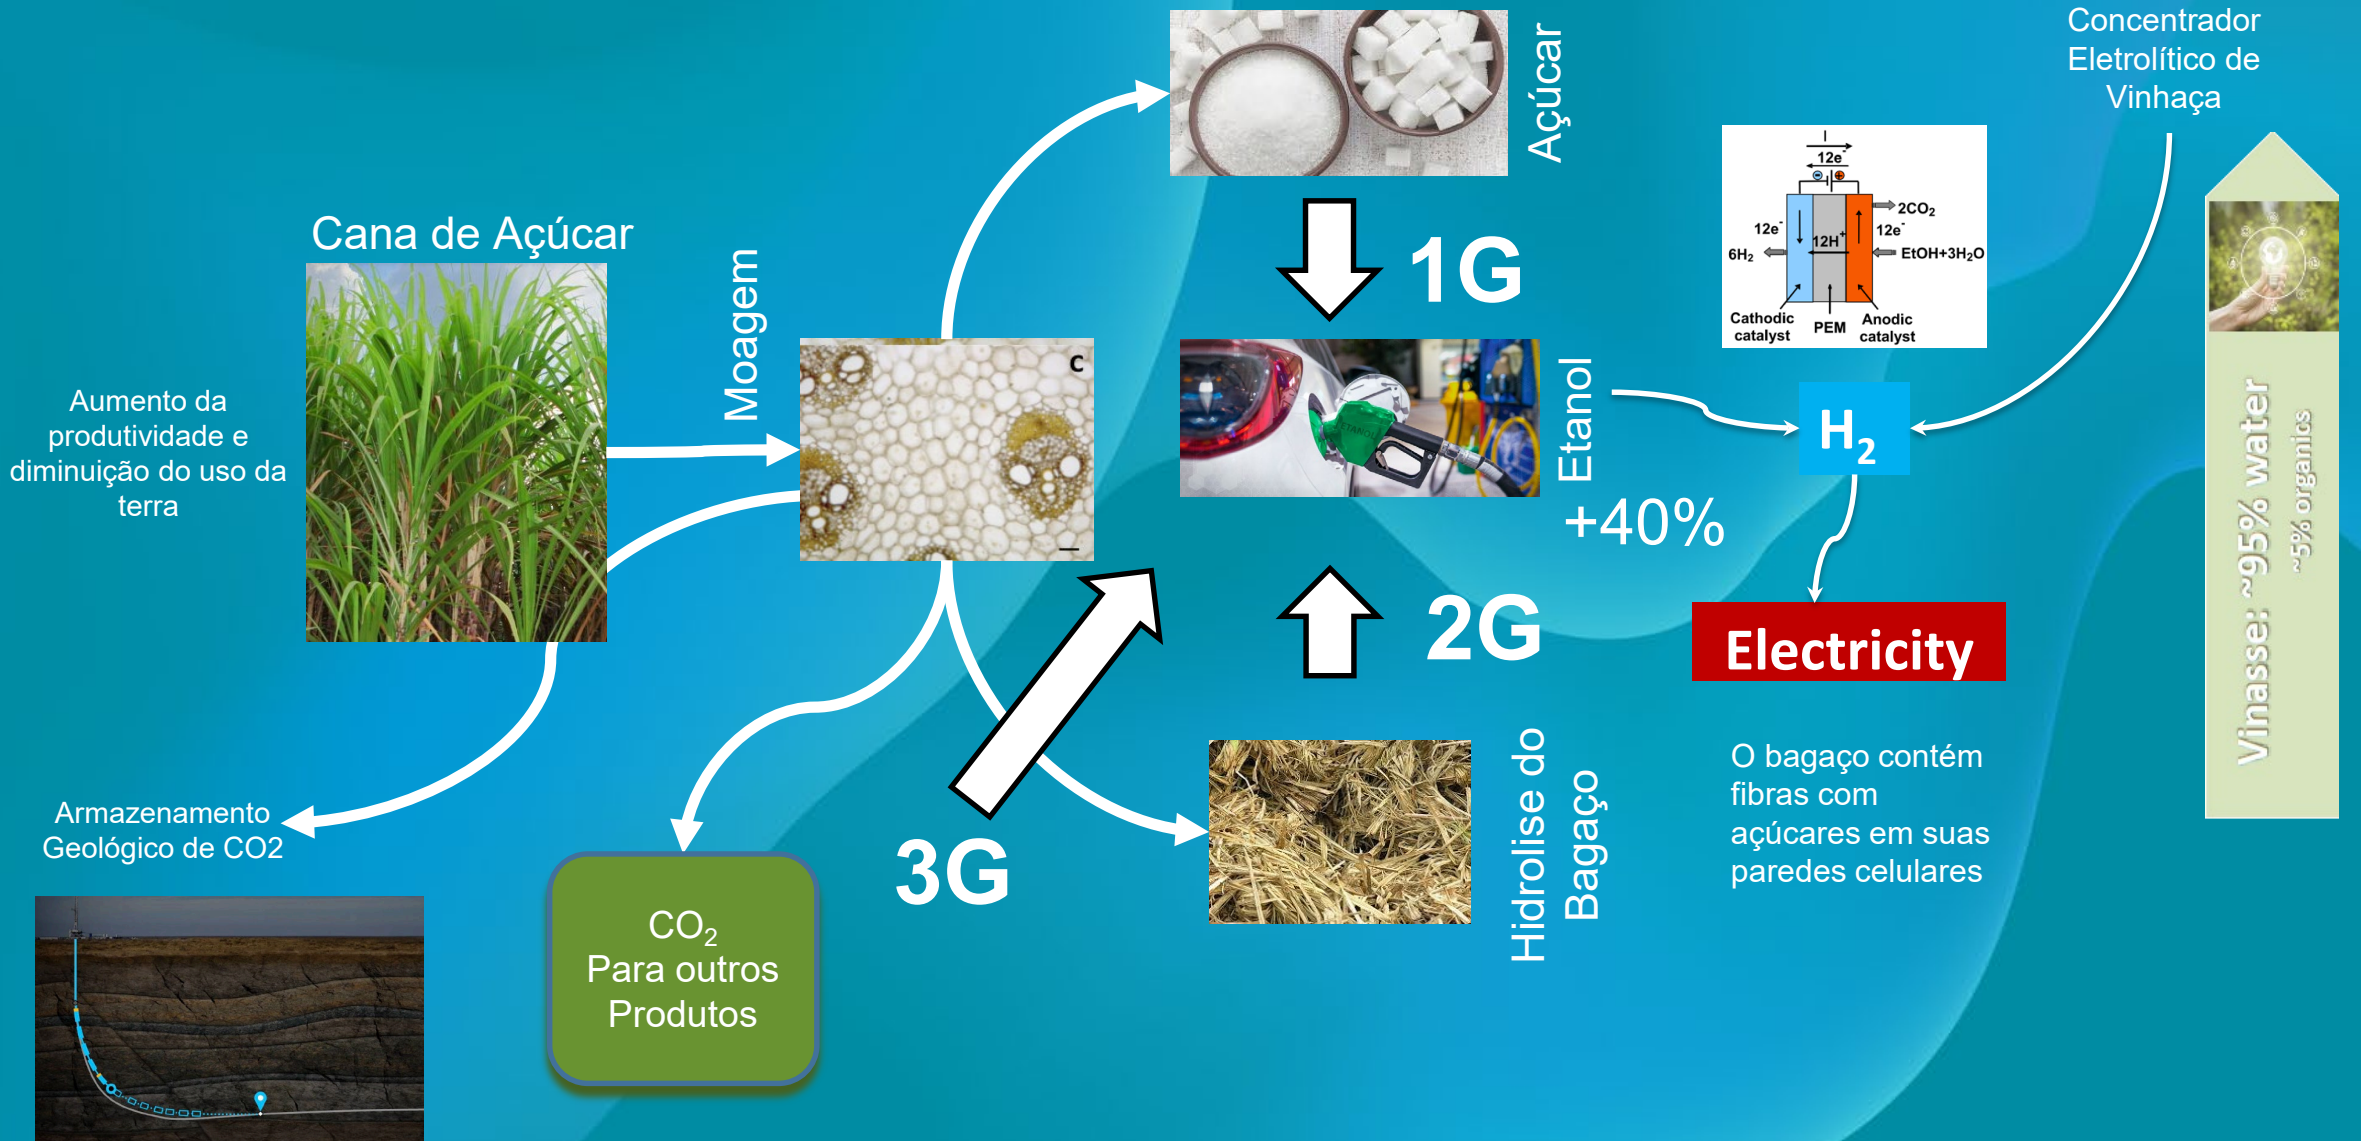 Concentrador
Eletrolítico de
Vinhaça
Açúcar
Cana de Açúcar
Moagem
1G
I
12e-
2CO2
12e-
12e-
12H+
6H2
EtOH+3H2O
Cathodic
catalyst
PEM
Anodic
catalyst
C
Aumento da
produtividade e
diminuição do uso da
terra
ETANOL
Etanol
+40%
H2
Vinasse: ~95% water
~5% organics
2G
Electricity
Hidrolise do
Bagaço
O bagaço contém
fibras com
açúcares em suas
paredes celulares
Armazenamento
Geológico de CO2
3G
CO2
Para outros
Produtos